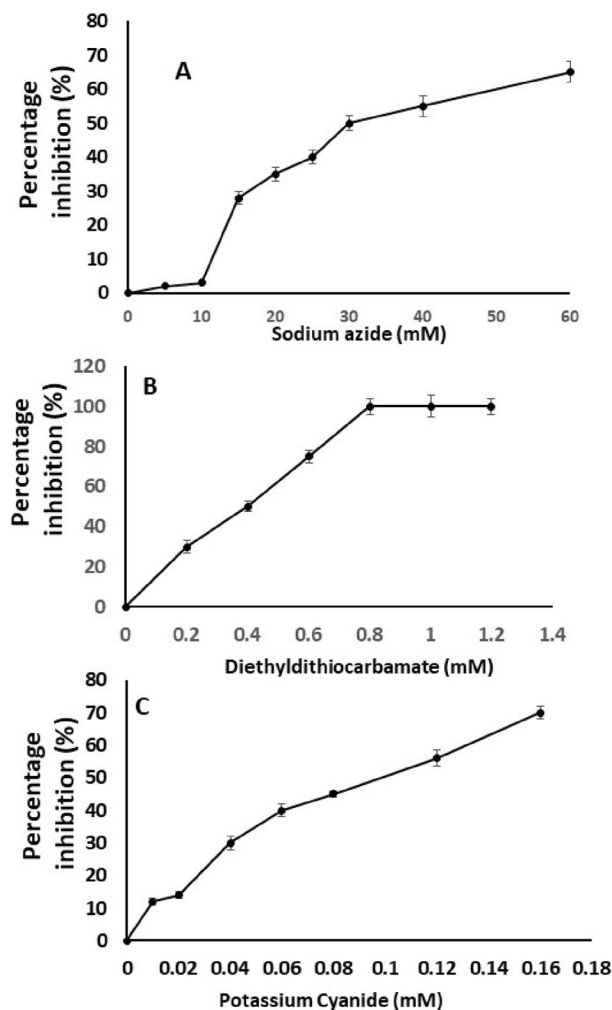 A
Percentage
inhibition (%)
80
70
60
50
40
30
20
10
0
0 10 20 30 40 50 60
Sodium azide (mM)
B
Percentage
inhibition (%)
120
100
80
60
40
20
0
0 0.2 0.4 0.6 0.8 1 1.2 1.4
Diethyldithiocarbamate (mM)
C
Percentage
inhibition (%)
80
70
60
50
40
30
20
10
0
0 0.02 0.04 0.06 0.08 0.1 0.12 0.14 0.16 0.18
Potassium Cyanide (mM)